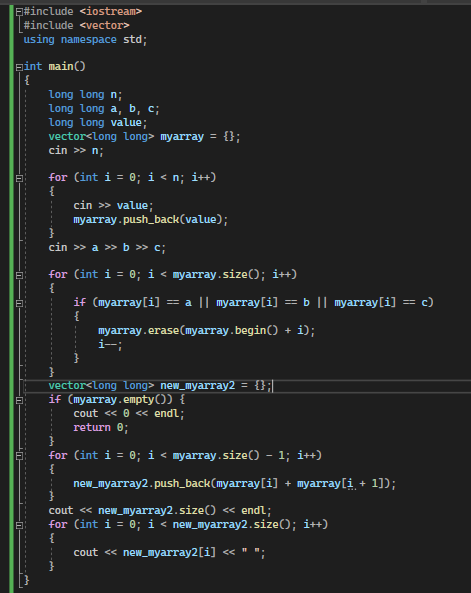 #include <iostream>
#include <vector>
using namespace std;
int main()
{
long long n;
long long a, b, c;
long long value;
vector<long long> myarray = {};
cin >> n;
for (int i = 0; i < n; i++)
{
cin >> value;
myarray.push_back(value);
}
cin >> a >> b >> c;
for (int i = 0; i < myarray.size(); i++)
{
if (myarray[i] == a || myarray[i] == b || myarray[i] == c)
{
myarray.erase(myarray.begin() + i);
i--;
}
}
vector<long long> new_myarray2 = {};
if (myarray.empty()) {
cout << 0 << endl;
return 0;
}
for (int i = 0; i < myarray.size() - 1; i++)
{
new_myarray2.push_back(myarray[i] + myarray[i + 1]);
}
cout << new_myarray2.size() << endl;
for (int i = 0; i < new_myarray2.size(); i++)
{
cout << new_myarray2[i] << " ";
}
}